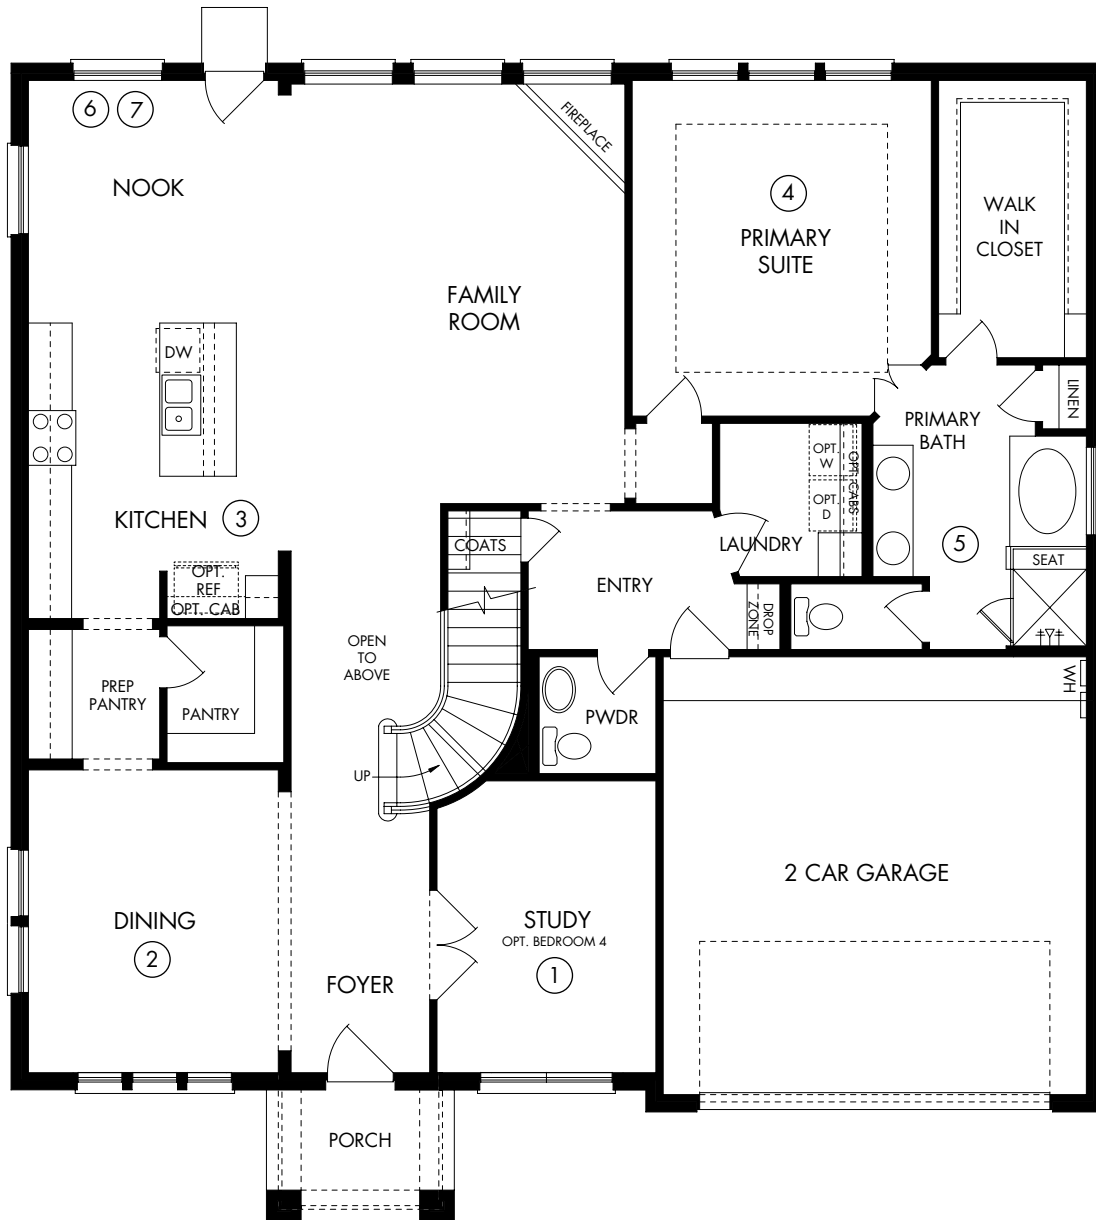 6 7
NOOK
FIREPLACE
4
PRIMARY
SUITE
WALK
IN
CLOSET
FAMILY
ROOM
DW
LINEN
PRIMARY
BATH
OPT.
W
OPT.
D
OPT. CABS
KITCHEN 3
COATS
LAUNDRY
5
SEAT
OPT.
REF
OPT. CAB
ENTRY
DROP
ZONE
OPEN
TO
ABOVE
PREP
PANTRY
PANTRY
PWDR
WH
UP
2 CAR GARAGE
DINING
2
STUDY
OPT. BEDROOM 4
1
FOYER
PORCH